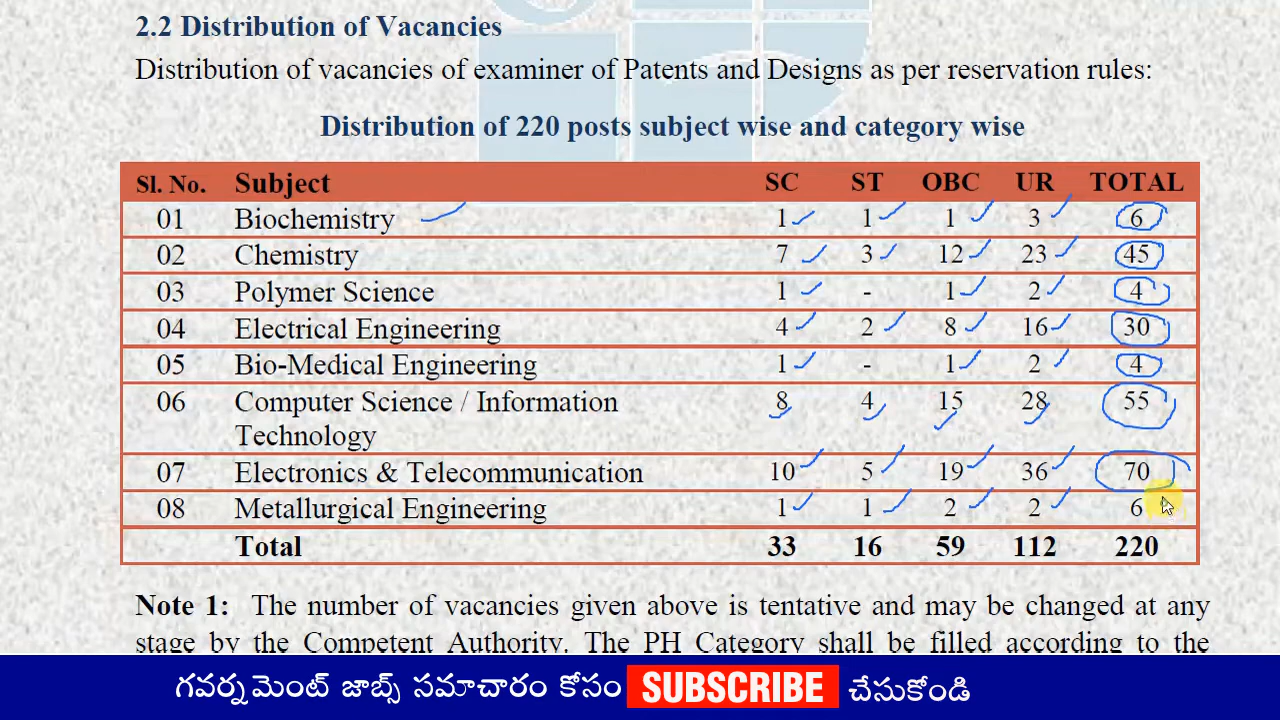 2.2 Distribution of Vacancies
Distribution of vacancies of examiner of Patents and Designs as per reservation rules:
Distribution of 220 posts subject wise and category wise
Sl. No. Subject SC ST OBC UR TOTAL
01 Biochemistry 1 1 1 3 6
02 Chemistry 7 3 12 23 45
03 Polymer Science 1 - 1 2 4
04 Electrical Engineering 4 2 8 16 30
05 Bio-Medical Engineering 1 - 1 2 4
06 Computer Science / Information 8 4 15 28 55
Technology
07 Electronics & Telecommunication 10 5 19 36 70
08 Metallurgical Engineering 1 1 2 2 6
Total 33 16 59 112 220
Note 1: The number of vacancies given above is tentative and may be changed at any
stage by the Competent Authority. The PH Category shall be filled according to the
గవర్నమెంట్ జాబ్స్ సమాచారం కోసం SUBSCRIBE చేసుకోండి